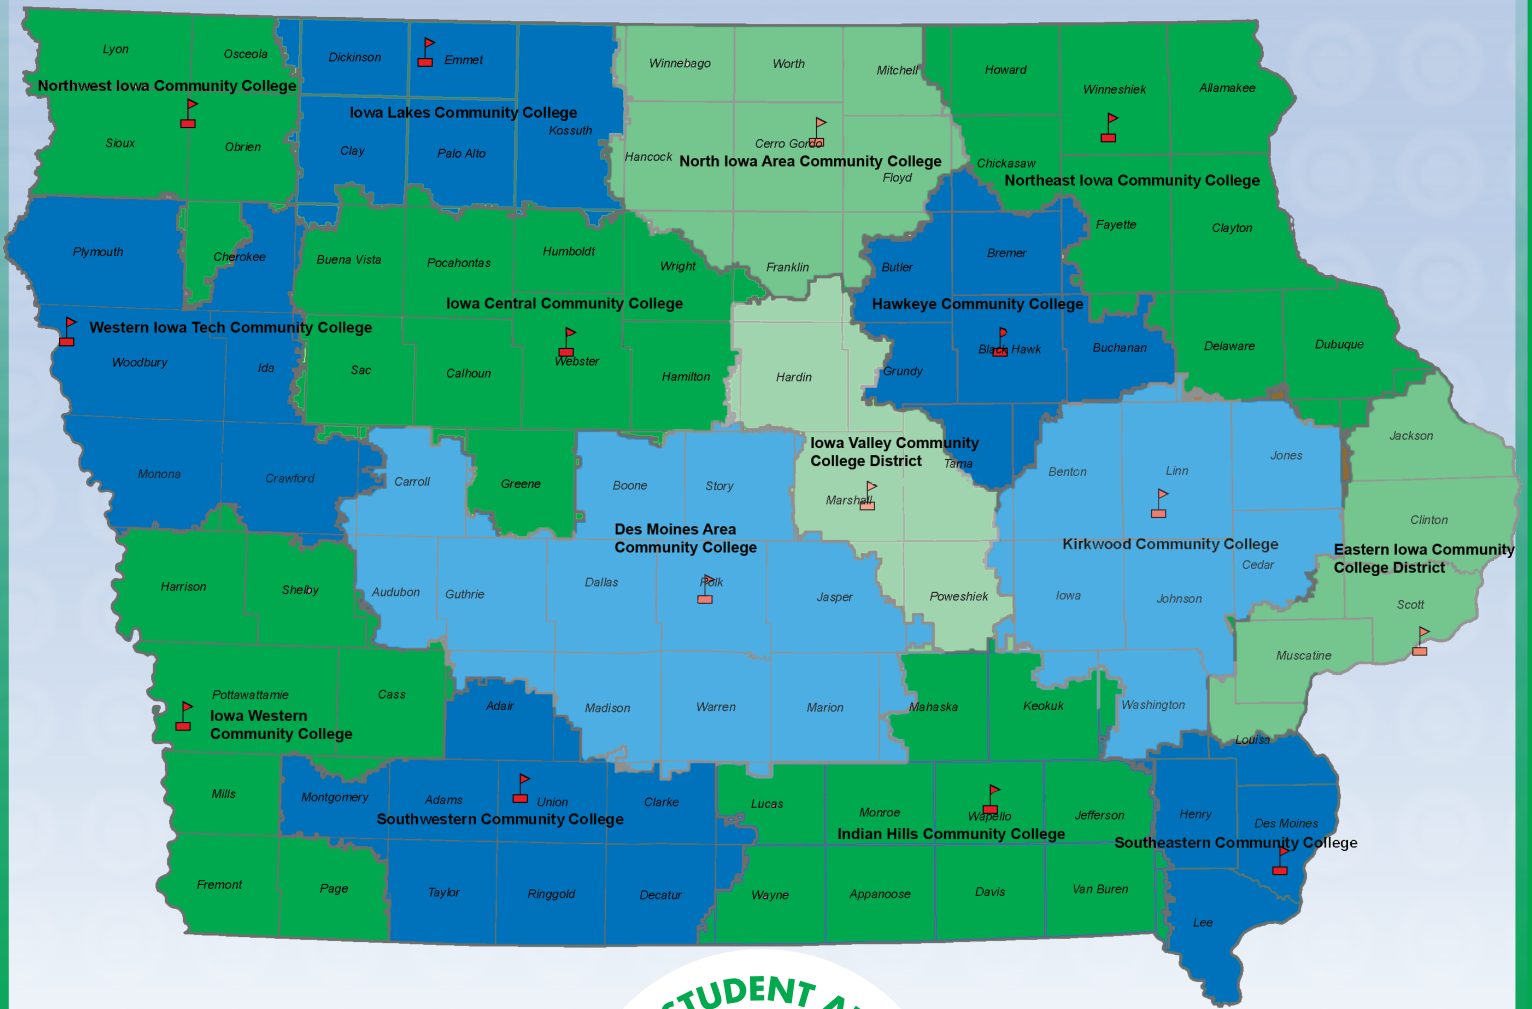 Lyon
Osceola
Dickinson
Emmet
Winnebago
Worth
Mitchell
Howard
Winneshiek
Allamakee
Northwest Iowa Community College
Iowa Lakes Community College
Kossuth
Sioux
Obrien
Clay
Palo Alto
Hancock
Cerro Gordo
North Iowa Area Community College
Floyd
Chickasaw
Northeast Iowa Community College
Fayette
Clayton
Plymouth
Cherokee
Buena Vista
Pocahontas
Humboldt
Wright
Franklin
Butler
Bremer
Iowa Central Community College
Hawkeye Community College
Western Iowa Tech Community College
Woodbury
Ida
Sac
Calhoun
Webster
Hamilton
Hardin
Grundy
Black Hawk
Buchanan
Delaware
Dubuque
Jackson
Iowa Valley Community
College District
Tama
Monona
Crawford
Carroll
Greene
Boone
Story
Marshall
Benton
Linn
Jones
Clinton
Des Moines Area
Community College
Kirkwood Community College
Eastern Iowa Community
College District
Cedar
Harrison
Shelby
Audubon
Guthrie
Dallas
Polk
Jasper
Poweshiek
Iowa
Johnson
Scott
Muscatine
Pottawattamie
Cass
Iowa Western
Community College
Adair
Madison
Warren
Marion
Mahaska
Keokuk
Washington
Louisa
Mills
Montgomery
Adams
Union
Clarke
Lucas
Monroe
Wapello
Jefferson
Henry
Des Moines
Southwestern Community College
Indian Hills Community College
Southeastern Community College
Fremont
Page
Taylor
Ringgold
Decatur
Wayne
Appanoose
Davis
Van Buren
Lee
STUDENT